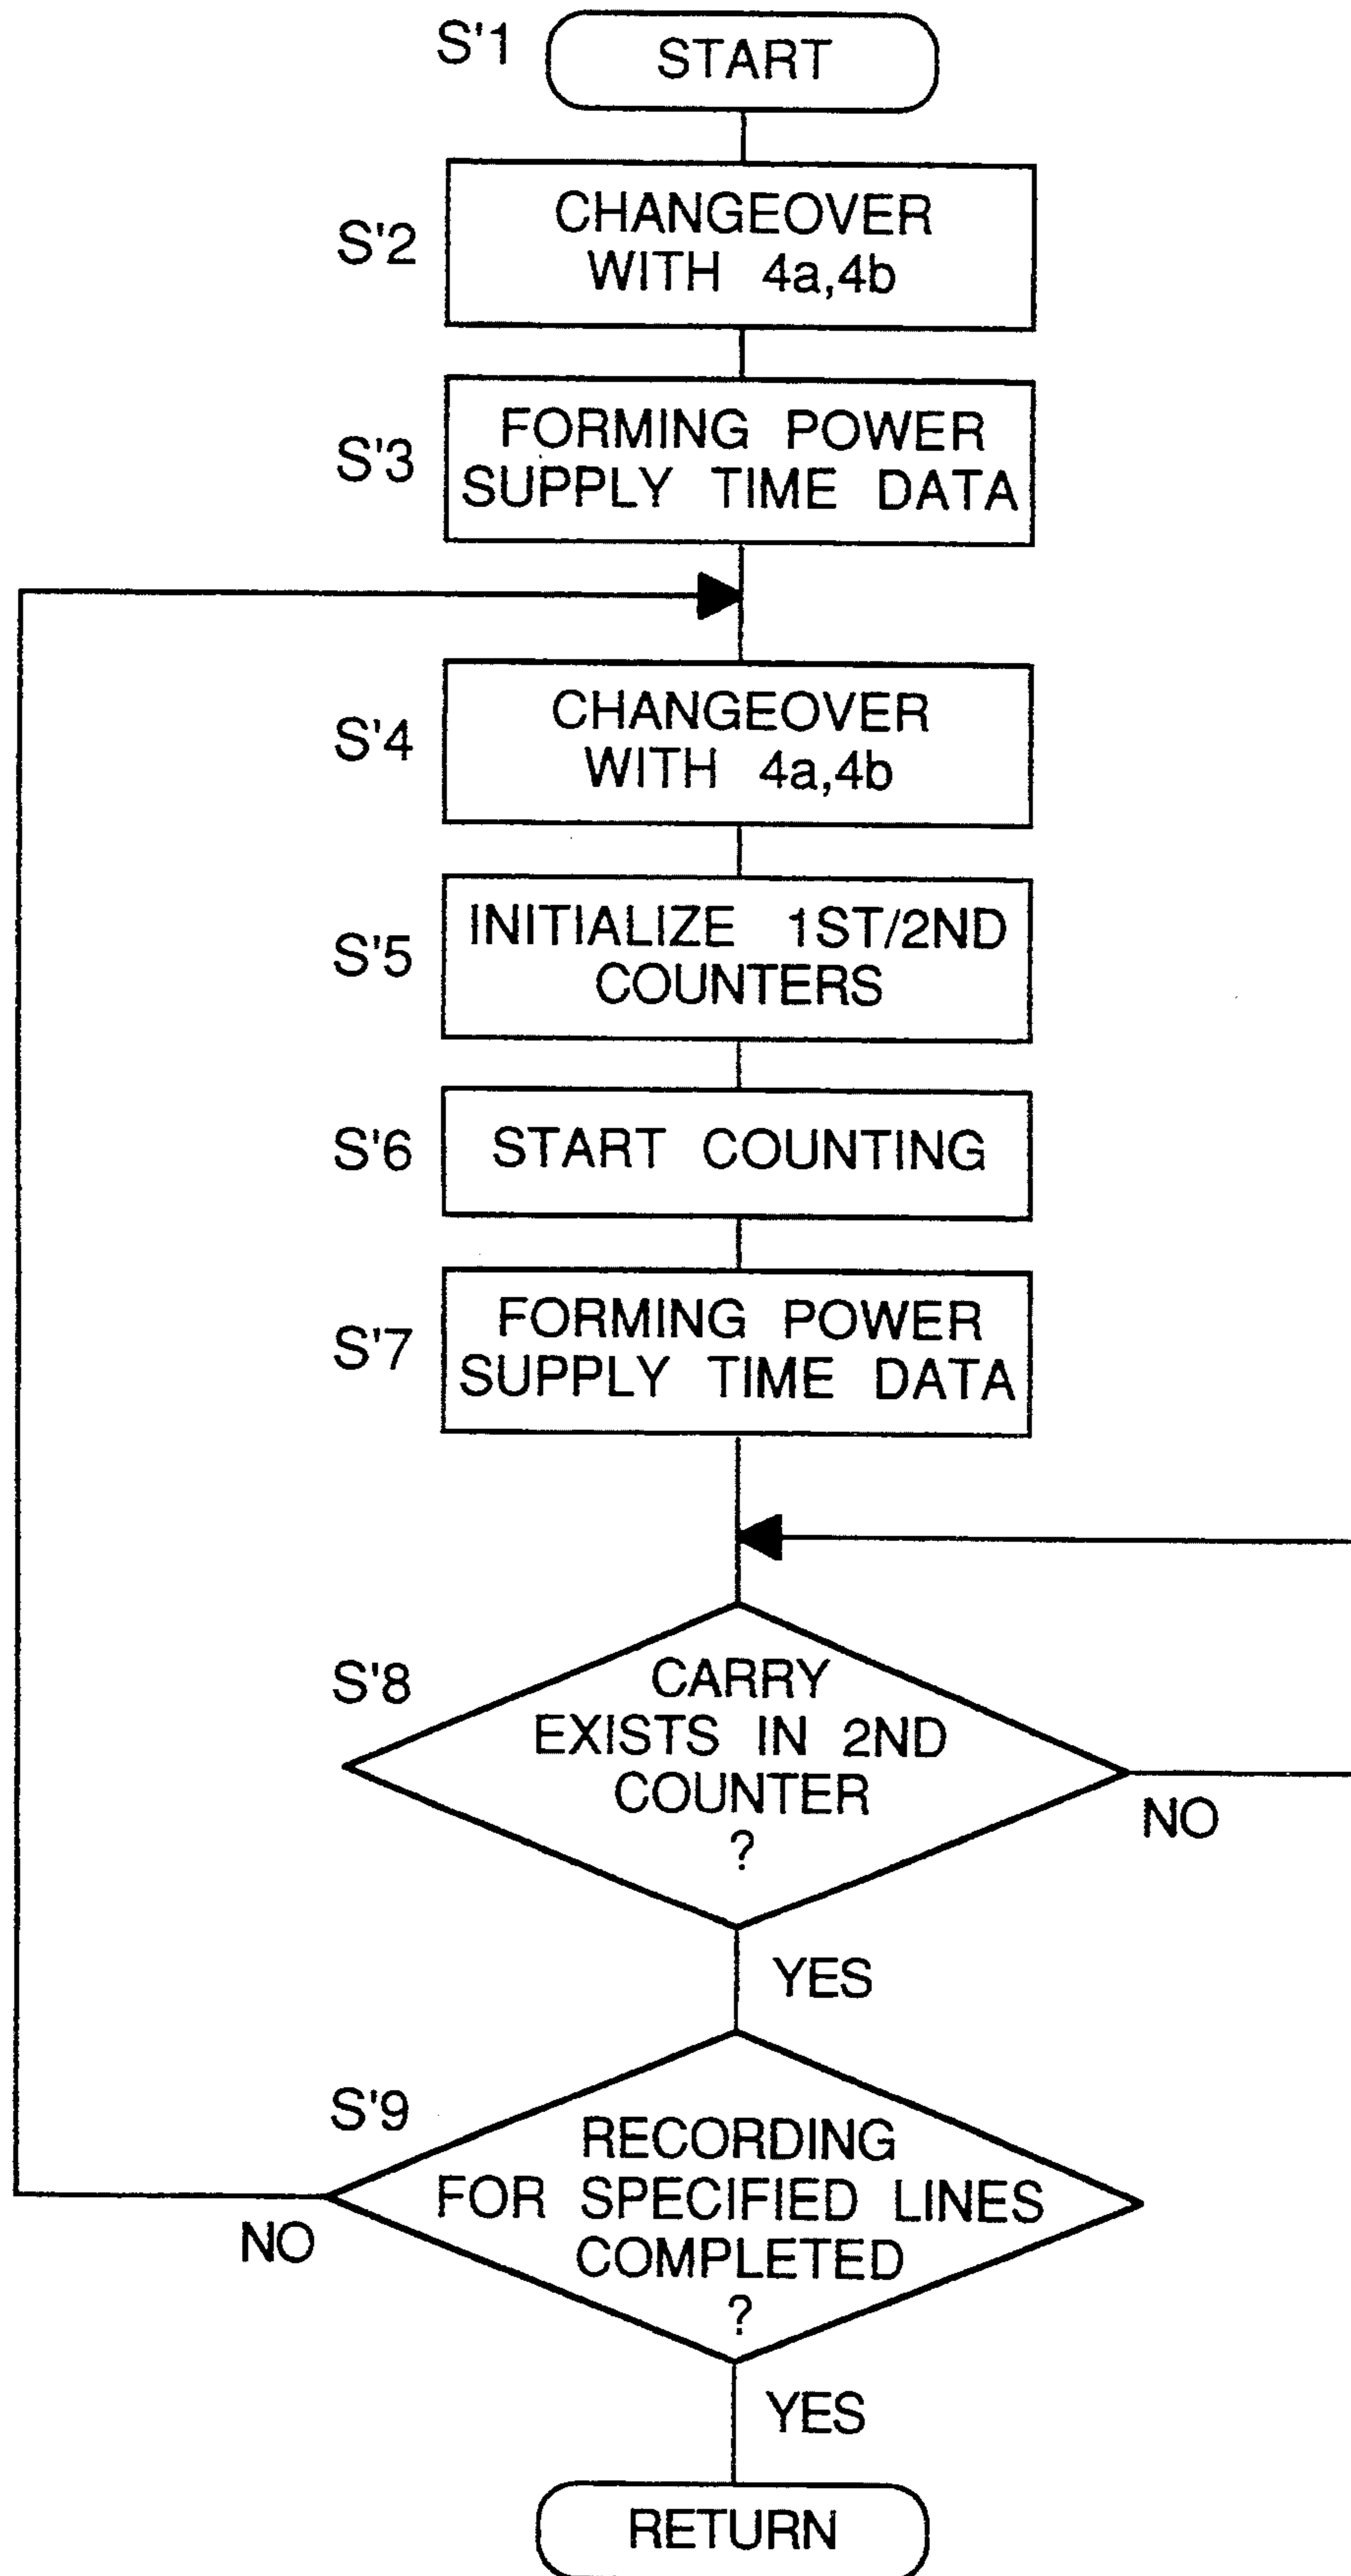 S'1 START
S'2 CHANGEOVER
WITH 4a,4b
S'3 FORMING POWER
SUPPLY TIME DATA
S'4 CHANGEOVER
WITH 4a,4b
S'5 INITIALIZE 1ST/2ND
COUNTERS
S'6 START COUNTING
S'7 FORMING POWER
SUPPLY TIME DATA
S'8 CARRY
EXISTS IN 2ND
COUNTER
?
NO
YES
S'9 RECORDING
FOR SPECIFIED LINES
COMPLETED
?
NO
YES
RETURN